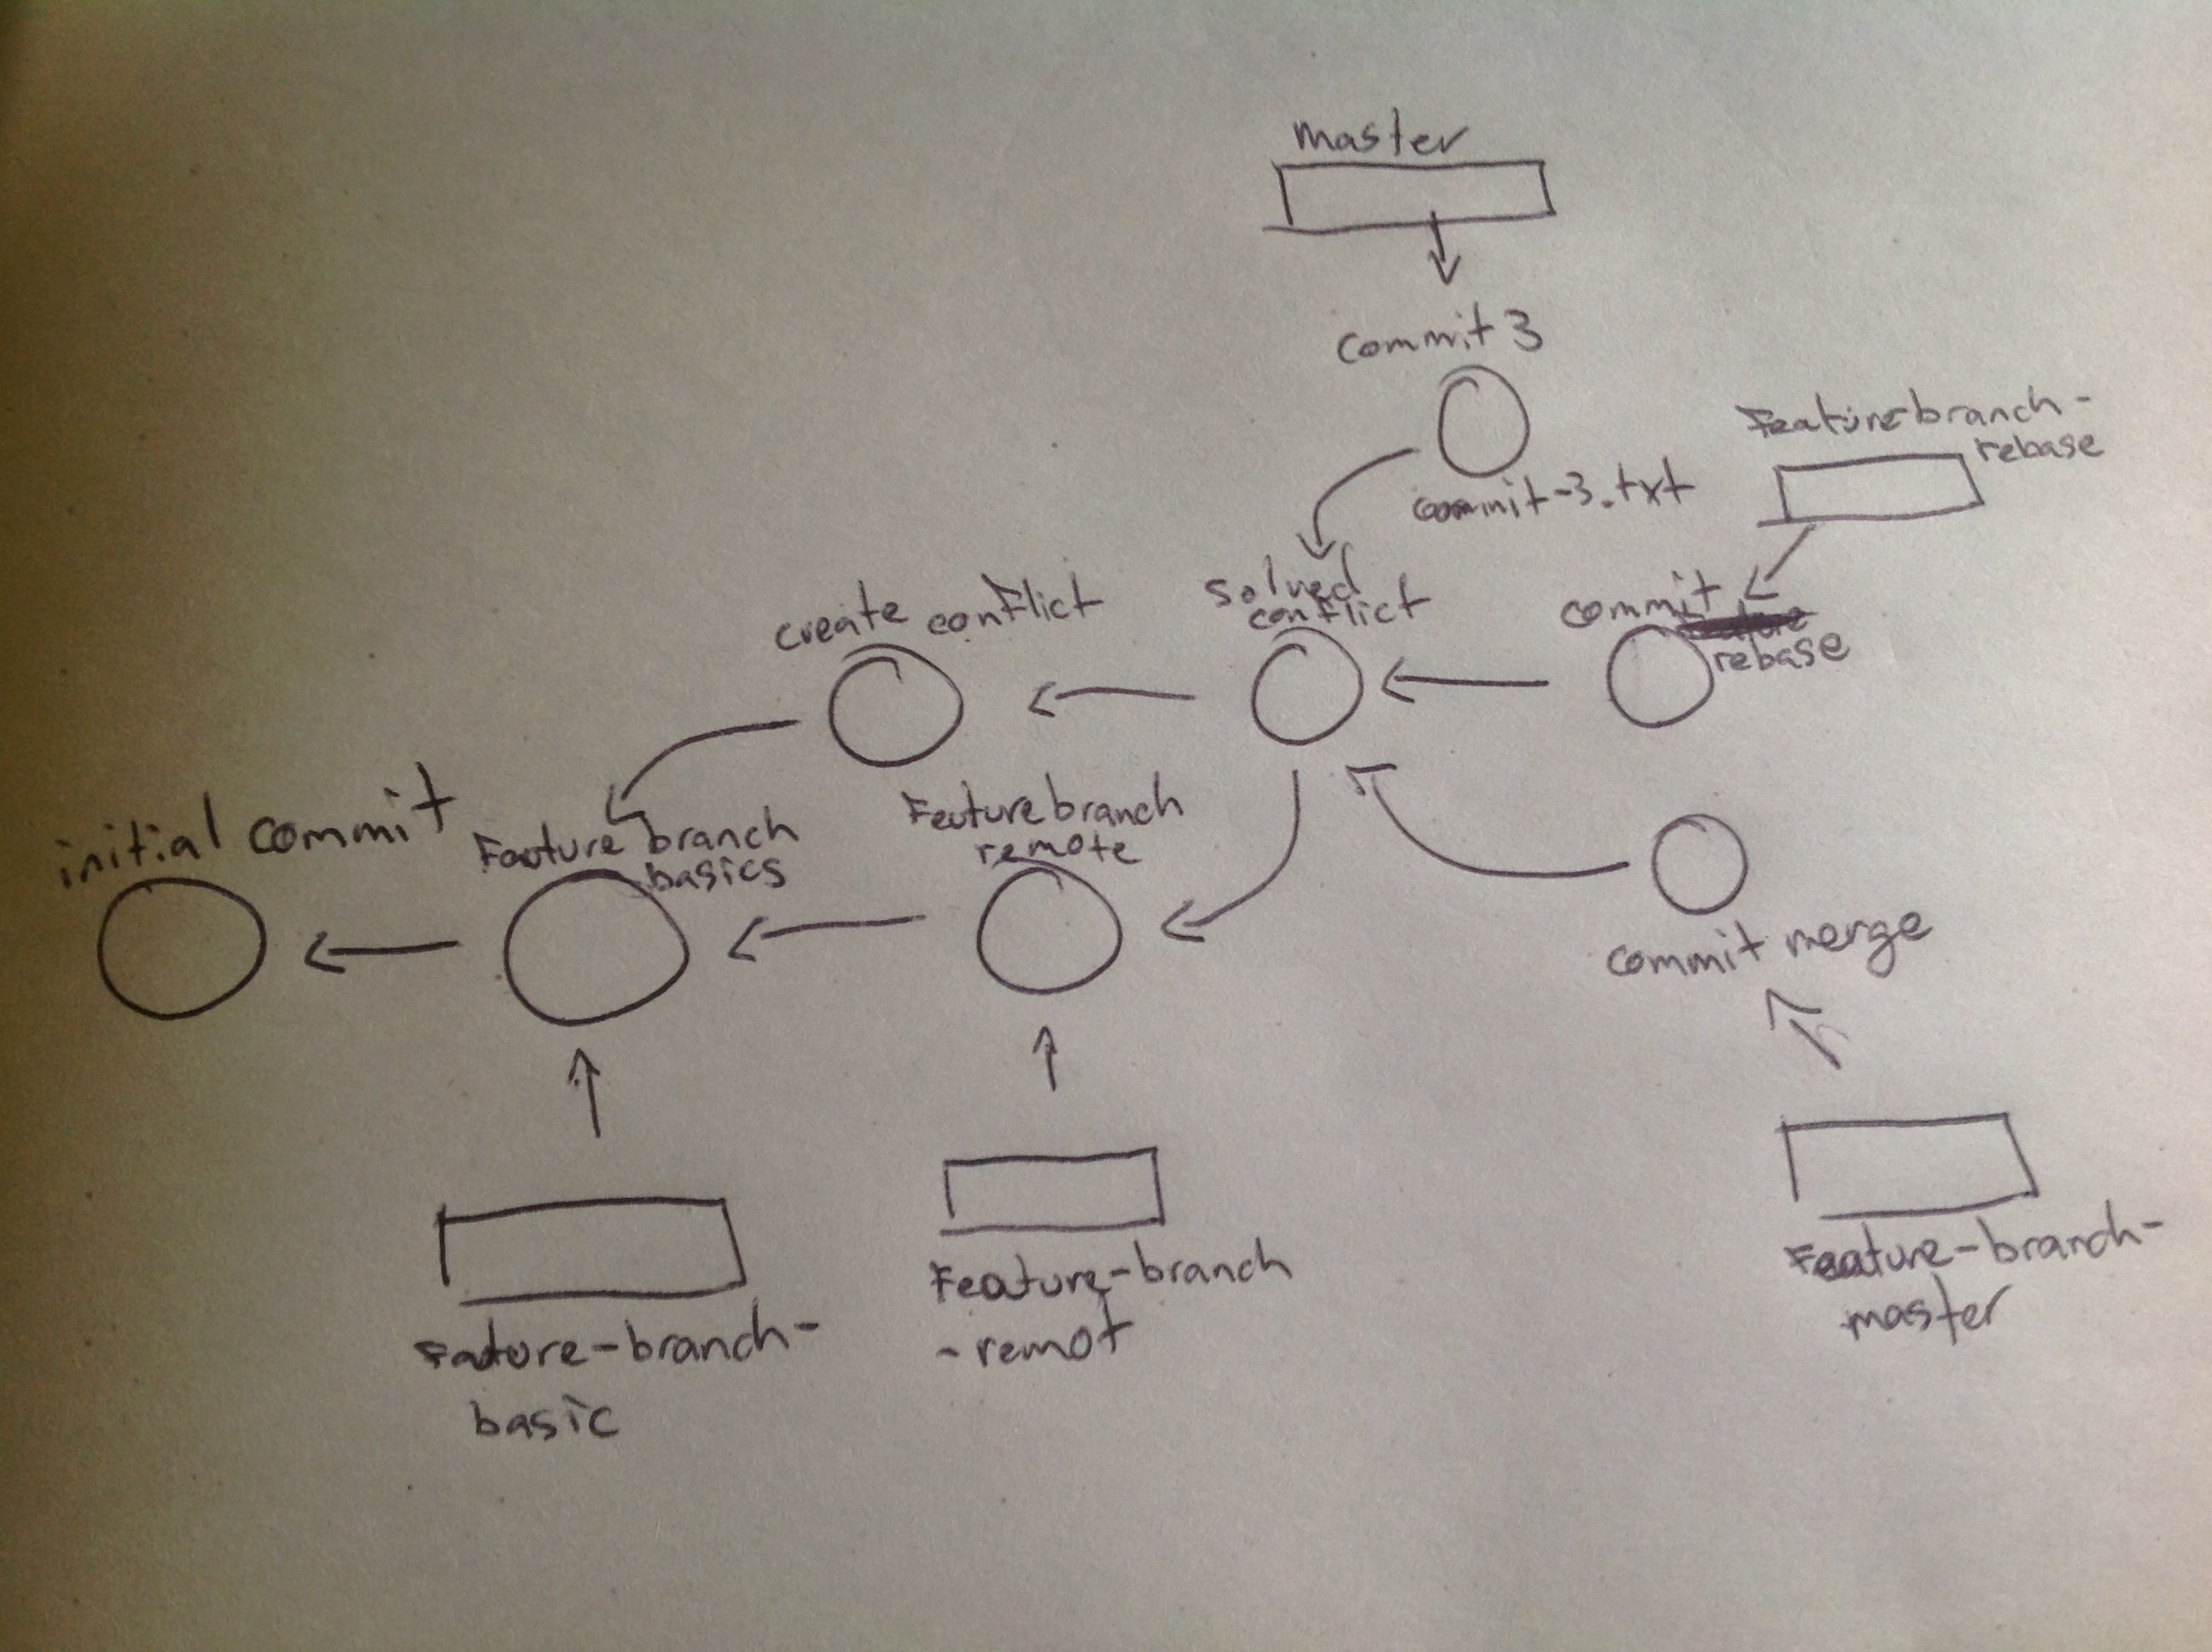 master
commit 3
commit-3.txt
Featurebranch-
rebase
create conflict
solved
conflict
commit
rebase
initial commit
Feature branch
basics
Featurebranch
remote
commit merge
Feature-branch-
basic
Feature-branch
-remot
Feature-branch-
master